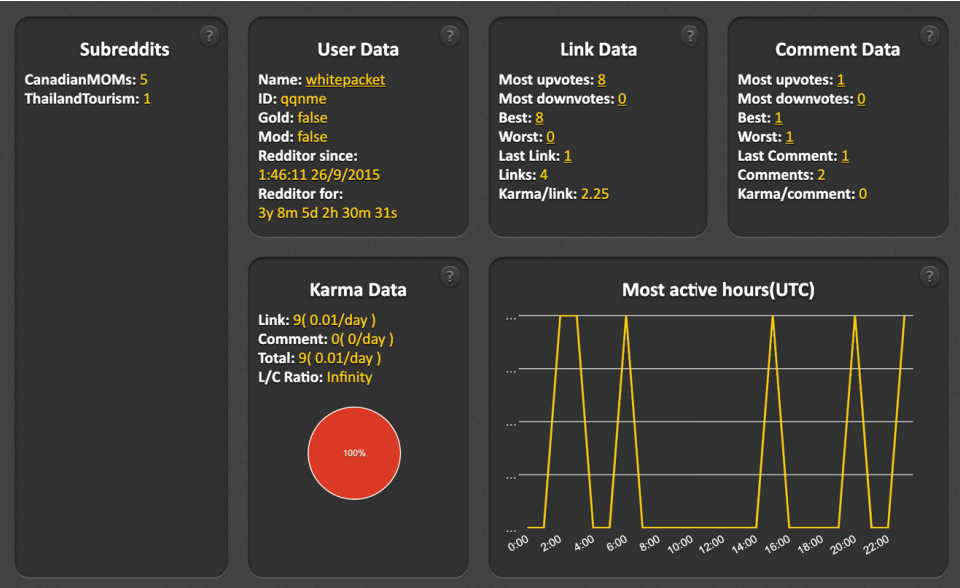 Subreddits
?
CanadianMOMs: 5
ThailandTourism: 1
User Data
?
Name: whitepacket
ID: qqnme
Gold: false
Mod: false
Redditor since:
1:46:11 26/9/2015
Redditor for:
3y 8m 5d 2h 30m 31s
Link Data
?
Most upvotes: 8
Most downvotes: 0
Best: 8
Worst: 0
Last Link: 1
Links: 4
Karma/link: 2.25
Comment Data
?
Most upvotes: 1
Most downvotes: 0
Best: 1
Worst: 1
Last Comment: 1
Comments: 2
Karma/comment: 0
Karma Data
?
Link: 9( 0.01/day )
Comment: 0( 0/day )
Total: 9( 0.01/day )
L/C Ratio: Infinity
100%
Most active hours(UTC)
?
...
...
...
...
...
0:00 2:00 4:00 6:00 8:00 10:00 12:00 14:00 16:00 18:00 20:00 22:00